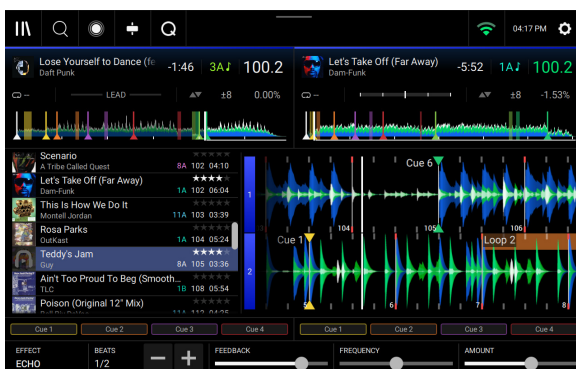 04:17 PM
Lose Yourself to Dance (fe
Daft Punk
-1:46
3A
100.2
Let's Take Off (Far Away)
Dam-Funk
-5:52
1A
100.0
LEAD
±8
0.00%
±8
-1.53%
Scenario
A Tribe Called Quest
8A 102 04:10
Let's Take Off (Far Away)
Dam-Funk
1A 102 06:04
This Is How We Do It
Montell Jordan
11A 103 03:39
Rosa Parks
OutKast
1A 104 05:24
Teddy's Jam
Guy
8A 105 03:36
Ain't Too Proud To Beg (Smooth...
TLC
1B 108 05:54
Poison (Original 12" Mix)
1
Cue 6
104
105
106
2
Cue 1
Loop 2
5
6
7
8
Cue 1
Cue 2
Cue 3
Cue 4
Cue 1
Cue 2
Cue 3
Cue 4
EFFECT
ECHO
BEATS
1/2
FEEDBACK
FREQUENCY
AMOUNT